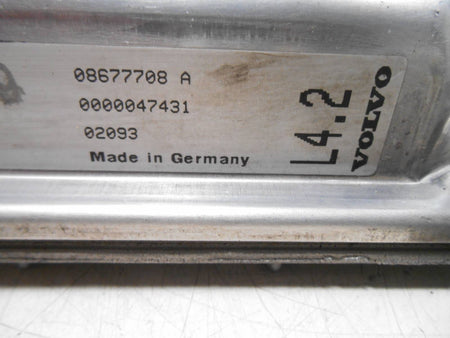 08677708 A
0000047431
02093
Made in Germany
L4.2
VOLVO